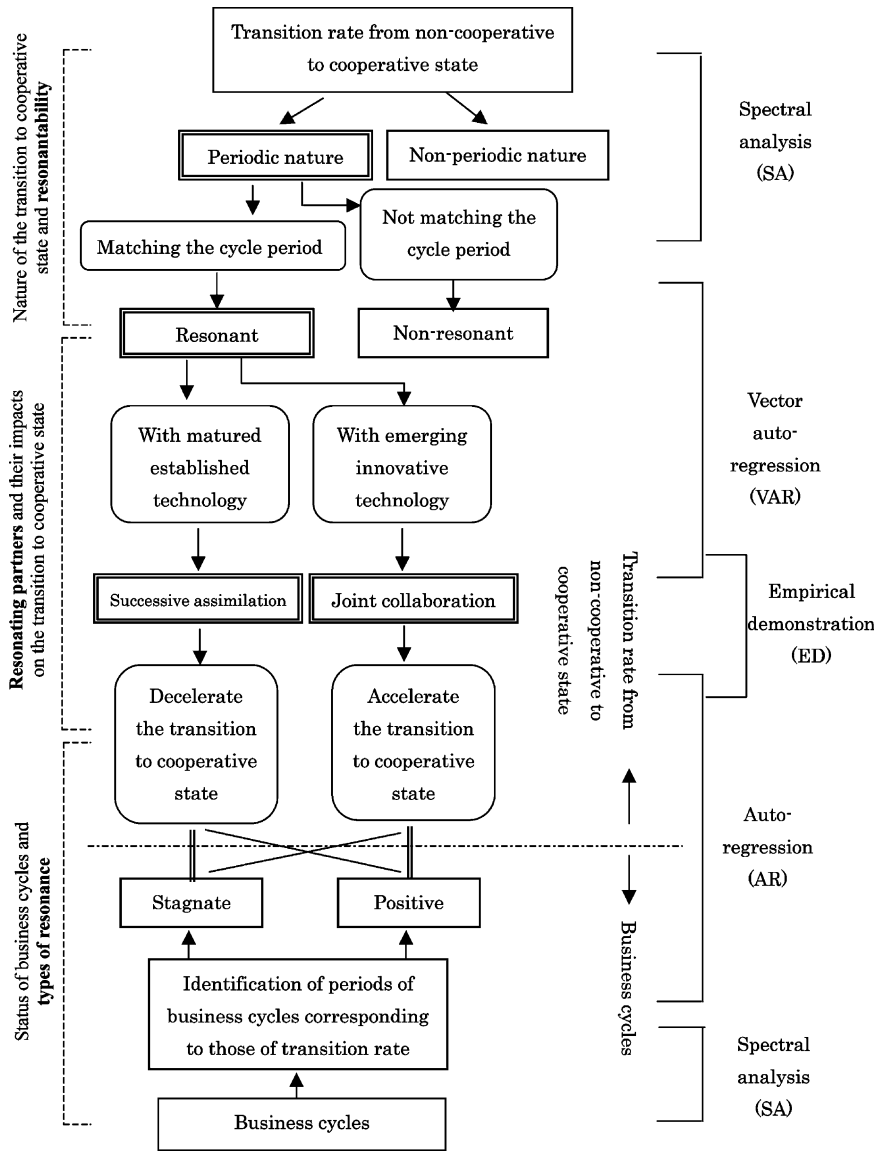 Transition rate from non-cooperative
to cooperative state
Periodic nature
Non-periodic nature
Matching the cycle period
Not matching the
cycle period
Resonant
Non-resonant
With matured
established
technology
With emerging
innovative
technology
Successive assimilation
Joint collaboration
Decelerate
the transition
to cooperative
state
Accelerate
the transition
to cooperative
state
Stagnate
Positive
Identification of periods of
business cycles corresponding
to those of transition rate
Business cycles
Nature of the transition to cooperative
state and resonantability
Resonating partners and their impacts
on the transition to cooperative state
Status of business cycles and
types of resonance
Transition rate from
non-cooperative to
cooperative state
Business cycles
Spectral
analysis
(SA)
Vector
auto-
regression
(VAR)
Empirical
demonstration
(ED)
Auto-
regression
(AR)
Spectral
analysis
(SA)